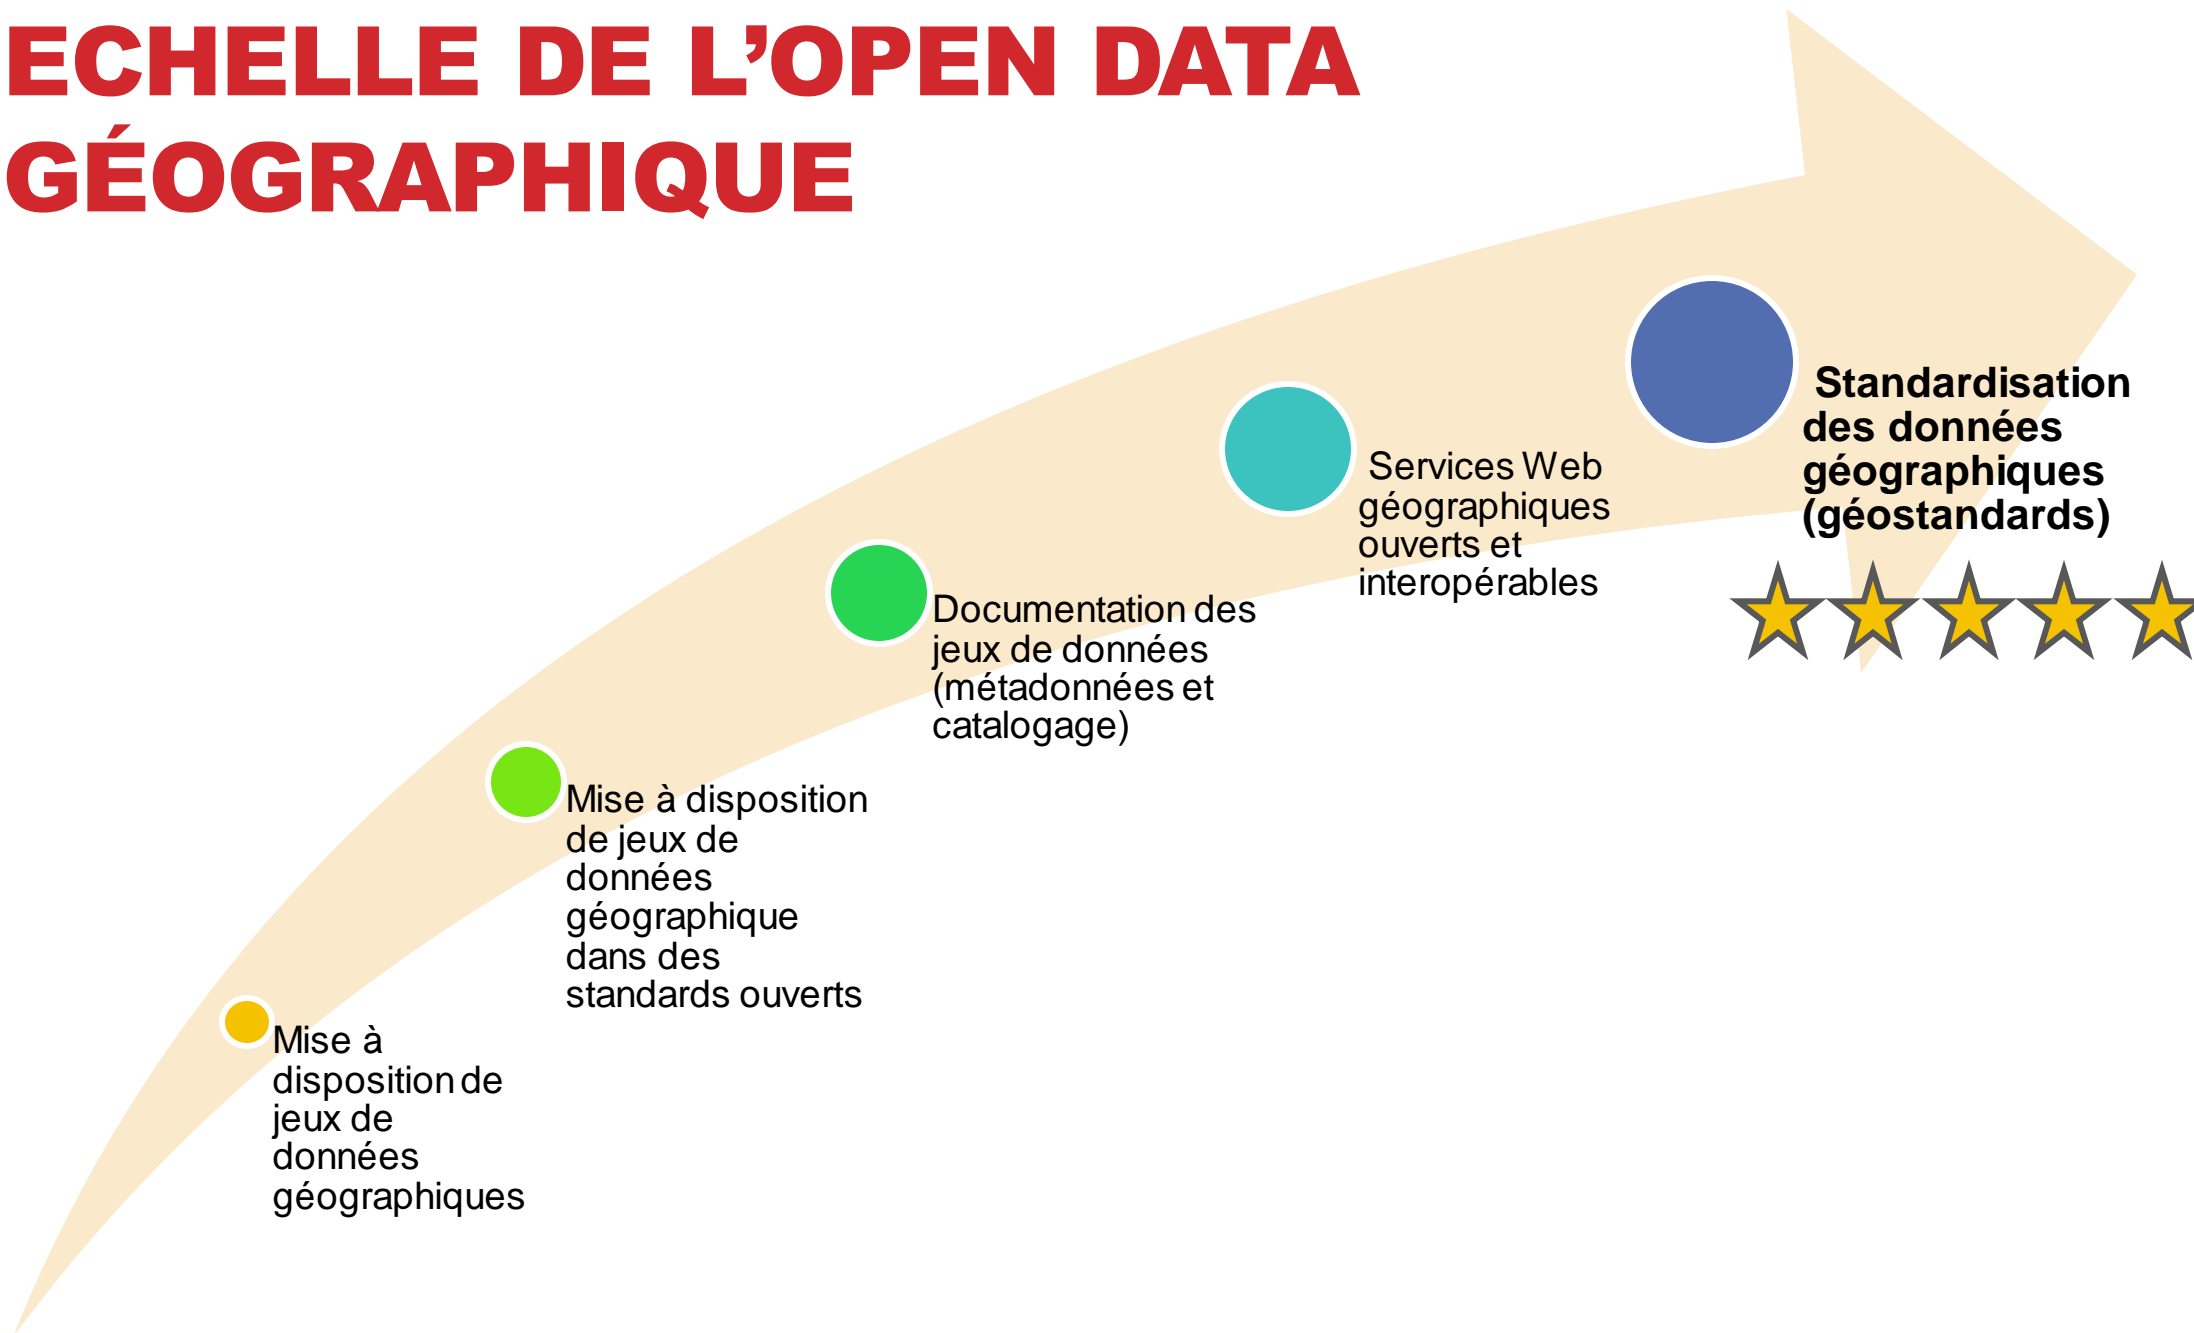 ECHELLE DE L’OPEN DATA
GÉOGRAPHIQUE
Mise à
disposition de
jeux de
données
géographiques
Mise à disposition
de jeux de
données
géographique
dans des
standards ouverts
Documentation des
jeux de données
(métadonnées et
catalogage)
Services Web
géographiques
ouverts et
interopérables
Standardisation
des données
géographiques
(géostandards)